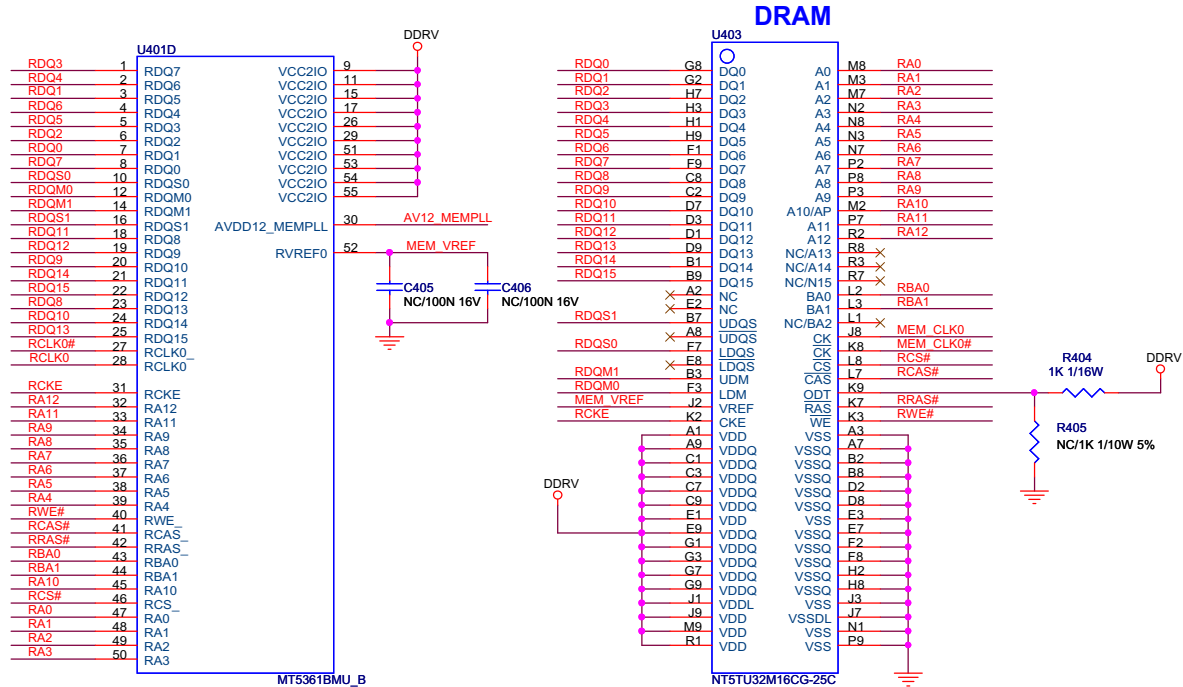 DRAM
U401D
DDRV
U403
RDQ3 1 RDQ7 VCC2IO 9
RDQ4 2 RDQ6 VCC2IO 11
RDQ1 3 RDQ5 VCC2IO 15
RDQ6 4 RDQ4 VCC2IO 17
RDQ5 5 RDQ3 VCC2IO 26
RDQ2 6 RDQ2 VCC2IO 29
RDQ0 7 RDQ1 VCC2IO 51
RDQ7 8 RDQ0 VCC2IO 53
RDQS0 10 RDQS0 VCC2IO 54
RDQM0 12 RDQM0 VCC2IO 55
RDQM1 14 RDQM1
RDQS1 16 RDQS1 AVDD12_MEMPLL 30 AV12_MEMPLL
RDQ11 18 RDQ8
RDQ12 19 RDQ9 RVREF0 52 MEM_VREF
RDQ9 20 RDQ10
RDQ14 21 RDQ11
RDQ15 22 RDQ12
RDQ8 23 RDQ13
RDQ10 24 RDQ14
RDQ13 25 RDQ15
RCLK0# 27 RCLK0_
RCLK0 28 RCLK0
C405
NC/100N 16V
C406
NC/100N 16V
RCKE 31 RCKE
RA12 32 RA12
RA11 33 RA11
RA9 34 RA9
RA8 35 RA8
RA7 36 RA7
RA6 37 RA6
RA5 38 RA5
RA4 39 RA4
RWE# 40 RWE_
RCAS# 41 RCAS_
RRAS# 42 RRAS_
RBA0 43 RBA0
RBA1 44 RBA1
RA10 45 RA10
RCS# 46 RCS_
RA0 47 RA0
RA1 48 RA1
RA2 49 RA2
RA3 50 RA3
MT5361BMU_B
RDQ0 G8 DQ0 A0 M8 RA0
RDQ1 G2 DQ1 A1 M3 RA1
RDQ2 H7 DQ2 A2 M7 RA2
RDQ3 H3 DQ3 A3 N2 RA3
RDQ4 H1 DQ4 A4 N8 RA4
RDQ5 H9 DQ5 A5 N3 RA5
RDQ6 F1 DQ6 A6 N7 RA6
RDQ7 F9 DQ7 A7 P2 RA7
RDQ8 C8 DQ8 A8 P8 RA8
RDQ9 C2 DQ9 A9 P3 RA9
RDQ10 D7 DQ10 A10/AP M2 RA10
RDQ11 D3 DQ11 A11 P7 RA11
RDQ12 D1 DQ12 A12 R2 RA12
RDQ13 D9 DQ13 NC/A13 R8
RDQ14 B1 DQ14 NC/A14 R3
RDQ15 B9 DQ15 NC/N15 R7
A2 NC BA0 L2 RBA0
E2 NC BA1 L3 RBA1
RDQS1 B7 UDQS NC/BA2 L1
A8 UDQS CK J8 MEM_CLK0
RDQS0 F7 LDQS CK K8 MEM_CLK0#
E8 LDQS CS L8 RCS#
RDQM1 B3 UDM CAS L7 RCAS#
RDQM0 F3 LDM ODT K9
MEM_VREF J2 VREF RAS K7 RRAS#
RCKE K2 CKE WE K3 RWE#
A1 VDD VSS A3
A9 VDDQ VSSQ A7
C1 VDDQ VSSQ B2
C3 VDDQ VSSQ B8
C7 VDDQ VSSQ D2
C9 VDDQ VSSQ D8
E1 VDD VSS E3
E9 VDDQ VSSQ E7
G1 VDDQ VSSQ F2
G3 VDDQ VSSQ F8
G7 VDDQ VSSQ H2
G9 VDDQ VSSQ H8
J1 VDDL VSS J3
J9 VDD VSSDL J7
M9 VDD VSS N1
R1 VDD VSS P9
DDRV
NT5TU32M16CG-25C
R404
1K 1/16W
DDRV
R405
NC/1K 1/10W 5%